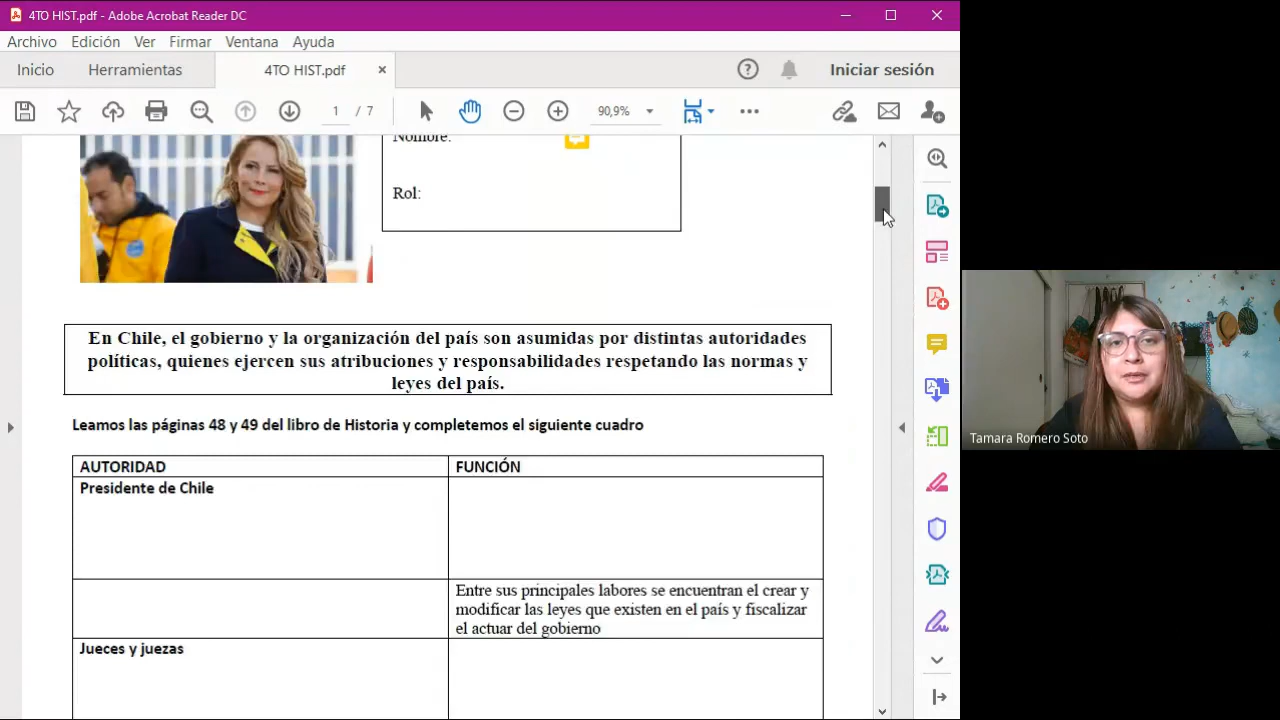 4TO HIST.pdf - Adobe Acrobat Reader DC
Archivo Edición Ver Firmar Ventana Ayuda
Inicio Herramientas 4TO HIST.pdf × Iniciar sesión
1 / 7 90,9%
Nombre:
Rol:
En Chile, el gobierno y la organización del país son asumidas por distintas autoridades
políticas, quienes ejercen sus atribuciones y responsabilidades respetando las normas y
leyes del país.
Leamos las páginas 48 y 49 del libro de Historia y completemos el siguiente cuadro
AUTORIDAD FUNCIÓN
Presidente de Chile
Entre sus principales labores se encuentran el crear y
modificar las leyes que existen en el país y fiscalizar
el actuar del gobierno
Jueces y juezas
Tamara Romero Soto